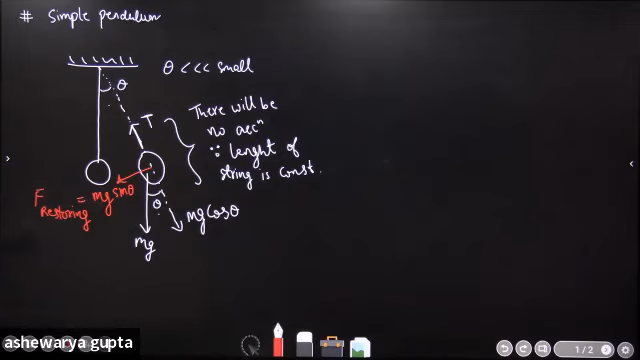 # Simple pendulum
θ <<< small
θ
T
There will be
no accⁿ
∵ lenght of
string is const.
F Restoring = mg sinθ
θ
mg cosθ
mg
ashewarya gupta
1 / 2